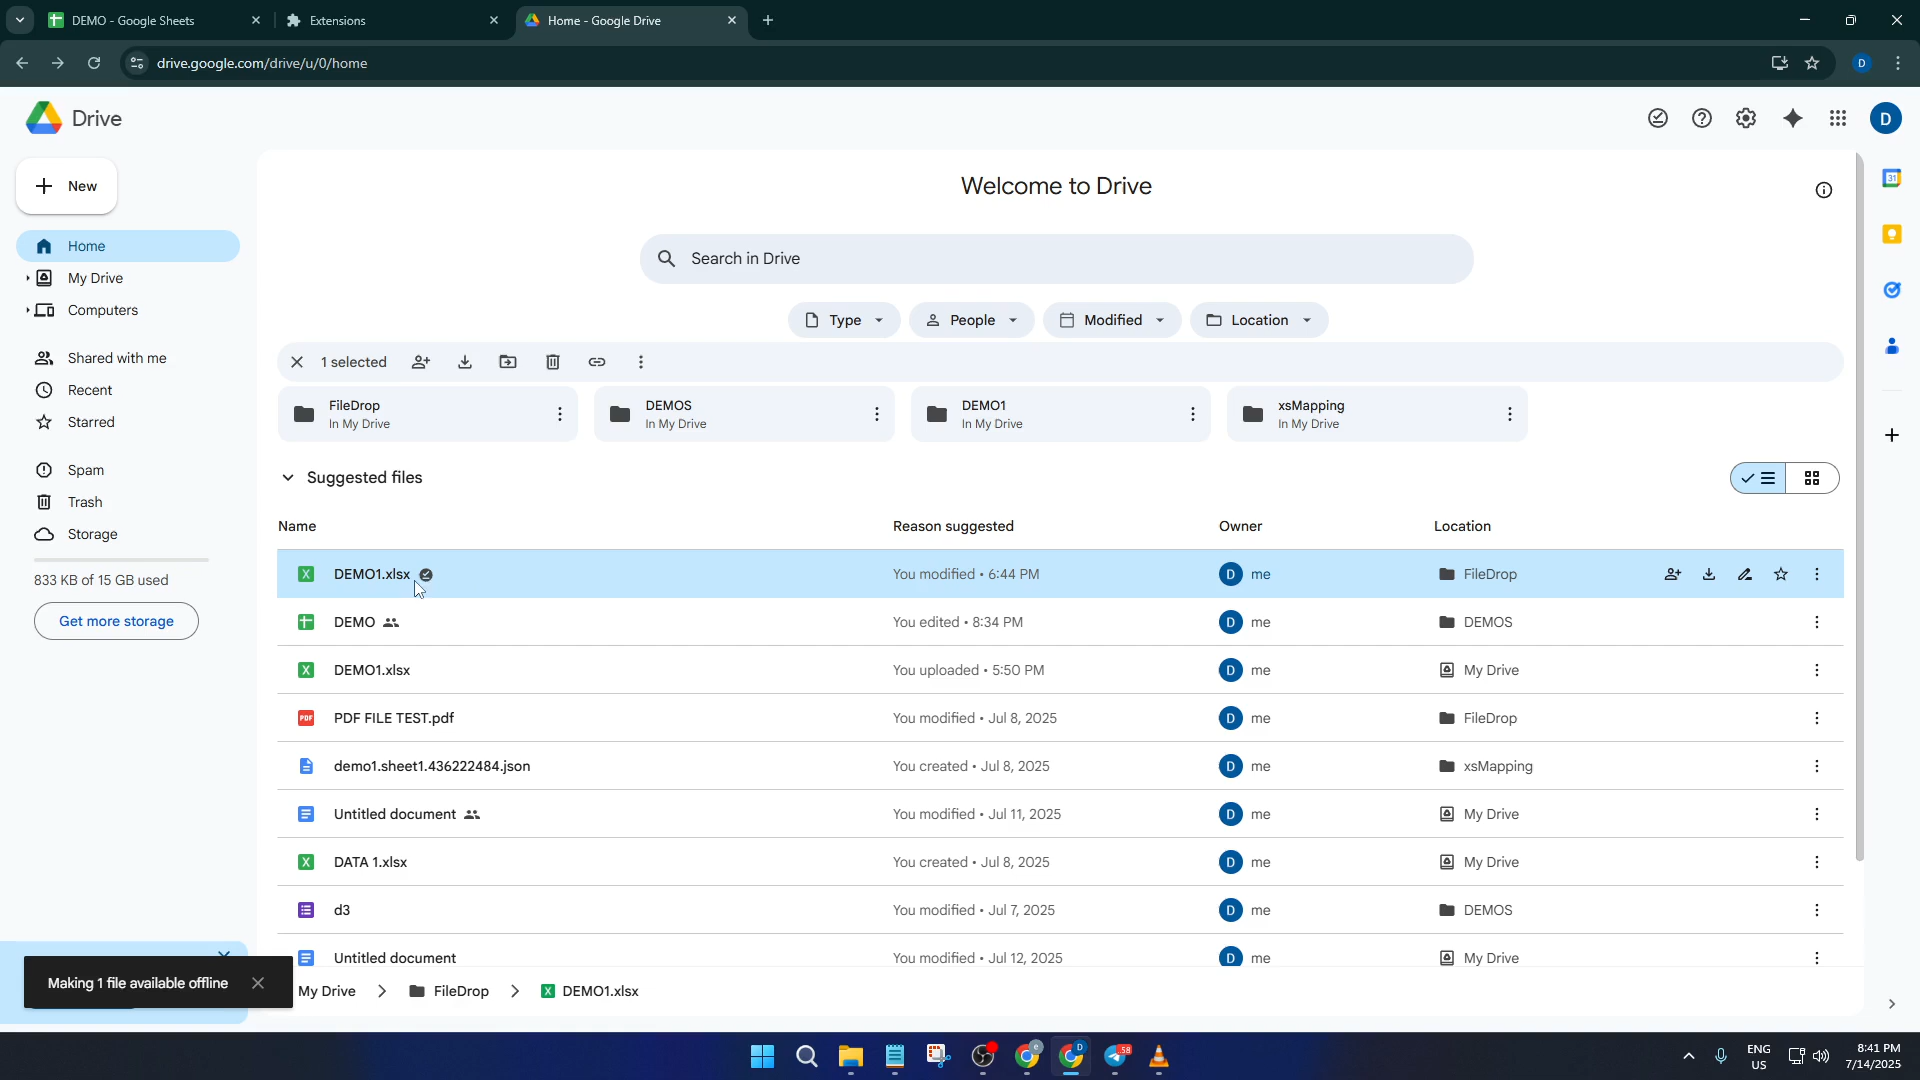 DEMO - Google Sheets
Extensions
Home - Google Drive
drive.google.com/drive/u/0/home
D
Drive
D
New
Welcome to Drive
31
Home
My Drive
Computers
Search in Drive
Type
People
Modified
Location
Shared with me
Recent
Starred
1 selected
FileDrop
In My Drive
DEMOS
In My Drive
DEMO1
In My Drive
xsMapping
In My Drive
Spam
Trash
Storage
833 KB of 15 GB used
Get more storage
Suggested files
Name
Reason suggested
Owner
Location
X DEMO1.xlsx
You modified • 6:44 PM
D me
FileDrop
DEMO
You edited • 8:34 PM
D me
DEMOS
X DEMO1.xlsx
You uploaded • 5:50 PM
D me
My Drive
PDF PDF FILE TEST.pdf
You modified • Jul 8, 2025
D me
FileDrop
demo1.sheet1.436222484.json
You created • Jul 8, 2025
D me
xsMapping
Untitled document
You modified • Jul 11, 2025
D me
My Drive
X DATA 1.xlsx
You created • Jul 8, 2025
D me
My Drive
d3
You modified • Jul 7, 2025
D me
DEMOS
Untitled document
You modified • Jul 12, 2025
D me
My Drive
Making 1 file available offline
My Drive
FileDrop
X DEMO1.xlsx
e
D
58
ENG
US
8:41 PM
7/14/2025